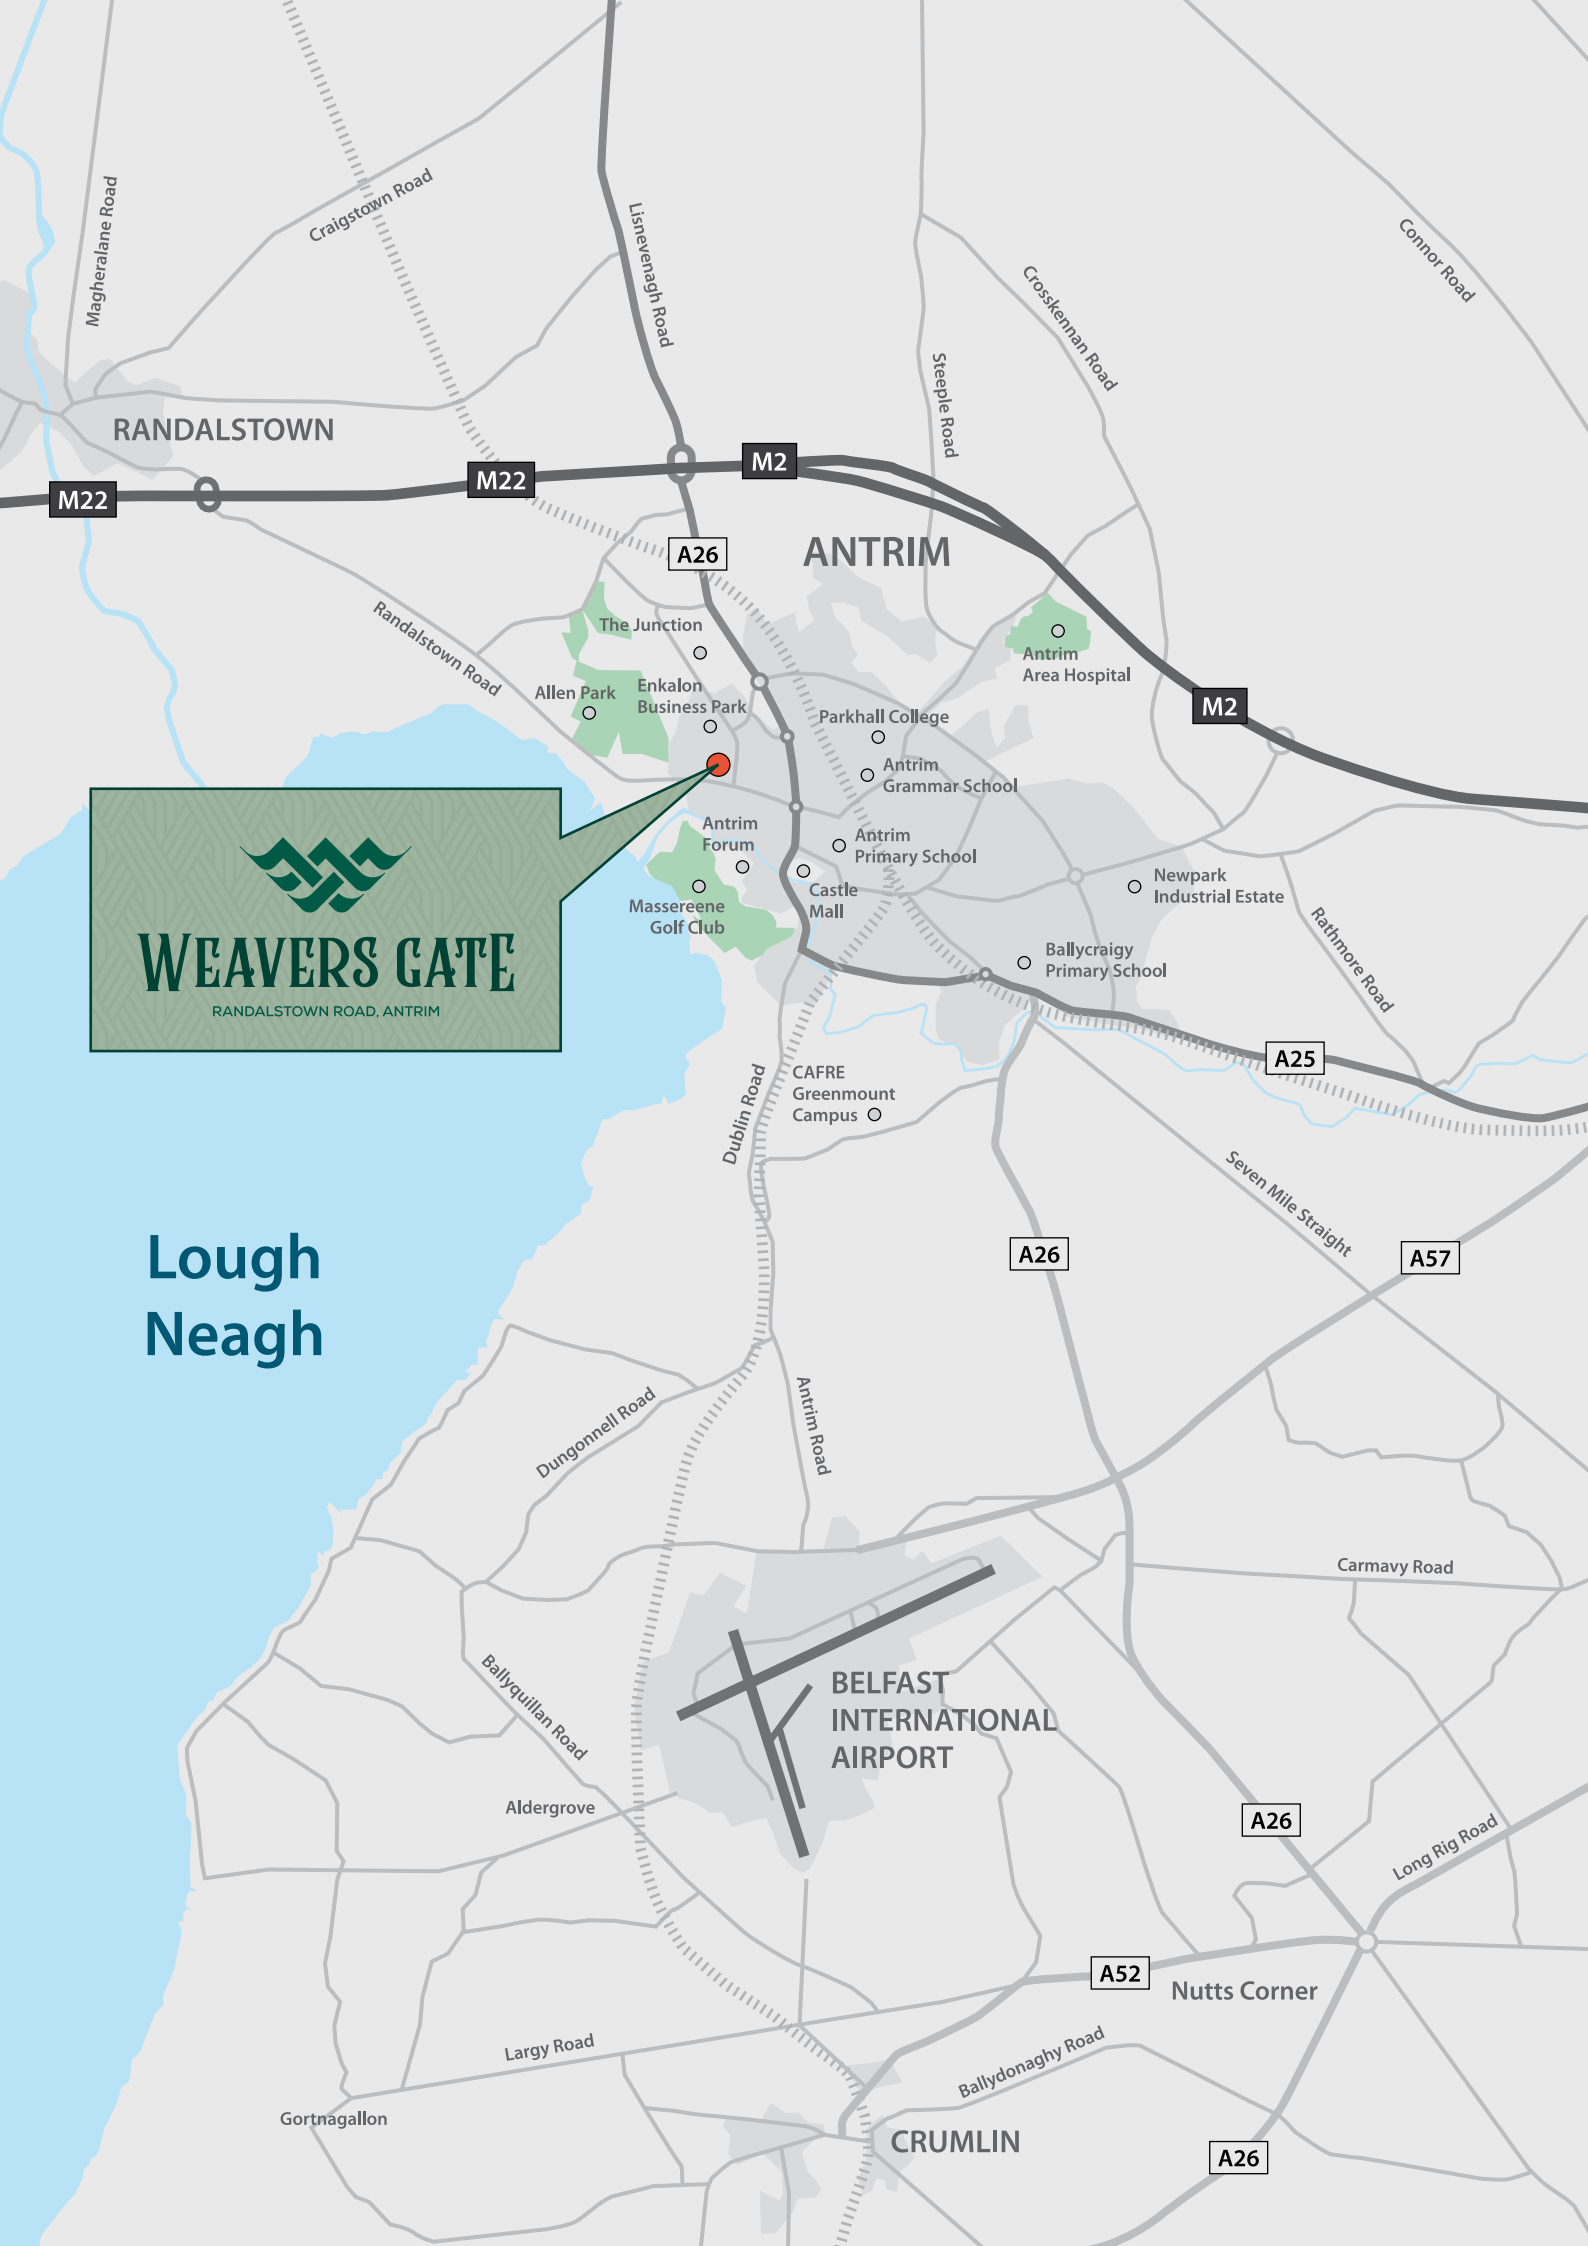 Magheralane Road
Craigstown Road
Lisnevenagh Road
Connor Road
Crosskennan Road
Steeple Road
RANDALSTOWN
M22
M22
M2
A26
ANTRIM
Randalstown Road
The Junction
Antrim
Area Hospital
Allen Park
Enkalon
Business Park
M2
Parkhall College
Antrim
Grammar School
Antrim
Forum
Antrim
Primary School
Castle
Mall
Newpark
Industrial Estate
Massereene
Golf Club
Rathmore Road
Ballycraigy
Primary School
WEAVERS GATE
RANDALSTOWN ROAD, ANTRIM
A25
CAFRE
Greenmount
Campus
Dublin Road
Seven Mile Straight
Lough
Neagh
A26
A57
Dungonnell Road
Antrim Road
Carmavy Road
Ballyquillan Road
BELFAST
INTERNATIONAL
AIRPORT
Aldergrove
A26
Long Rig Road
A52
Nutts Corner
Largy Road
Ballydonaghy Road
Gortnagallon
CRUMLIN
A26